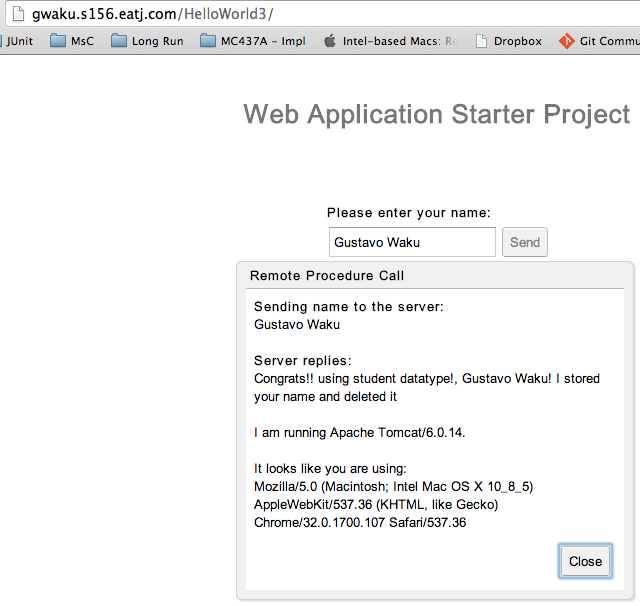 gwaku.s156.eatj.com/HelloWorld3/
JUnit MsC Long Run MC437A – Impl Intel-based Macs: Re Dropbox Git Commu
Web Application Starter Project
Please enter your name:
Gustavo Waku Send
Remote Procedure Call
Sending name to the server:
Gustavo Waku
Server replies:
Congrats!! using student datatype!, Gustavo Waku! I stored
your name and deleted it
I am running Apache Tomcat/6.0.14.
It looks like you are using:
Mozilla/5.0 (Macintosh; Intel Mac OS X 10_8_5)
AppleWebKit/537.36 (KHTML, like Gecko)
Chrome/32.0.1700.107 Safari/537.36
Close